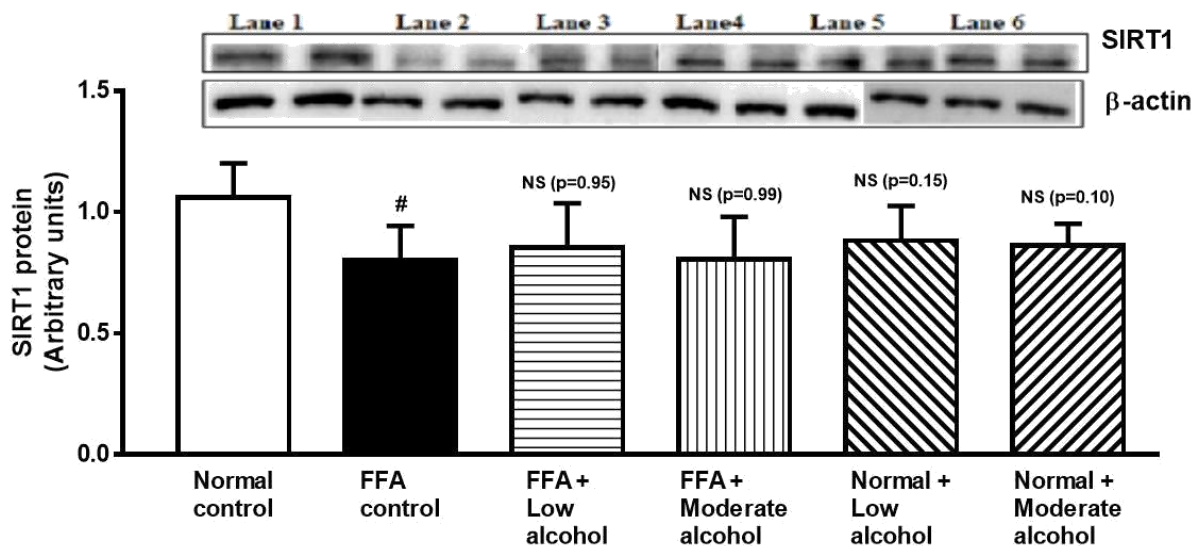 Lane 1 Lane 2 Lane 3 Lane4 Lane 5 Lane 6
SIRT1
β-actin
SIRT1 protein
(Arbitrary units)
1.5
1.0
0.5
0.0
#
NS (p=0.95)
NS (p=0.99)
NS (p=0.15)
NS (p=0.10)
Normal
control
FFA
control
FFA +
Low
alcohol
FFA +
Moderate
alcohol
Normal +
Low
alcohol
Normal +
Moderate
alcohol